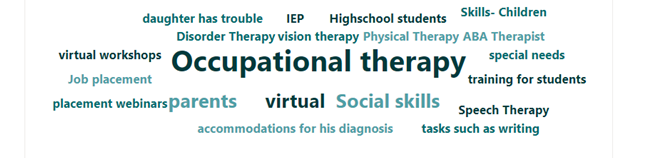 daughter has trouble IEP Highschool students Skills- Children
Disorder Therapy vision therapy Physical Therapy ABA Therapist
virtual workshops Occupational therapy special needs
Job placement training for students
placement webinars parents virtual Social skills Speech Therapy
accommodations for his diagnosis tasks such as writing